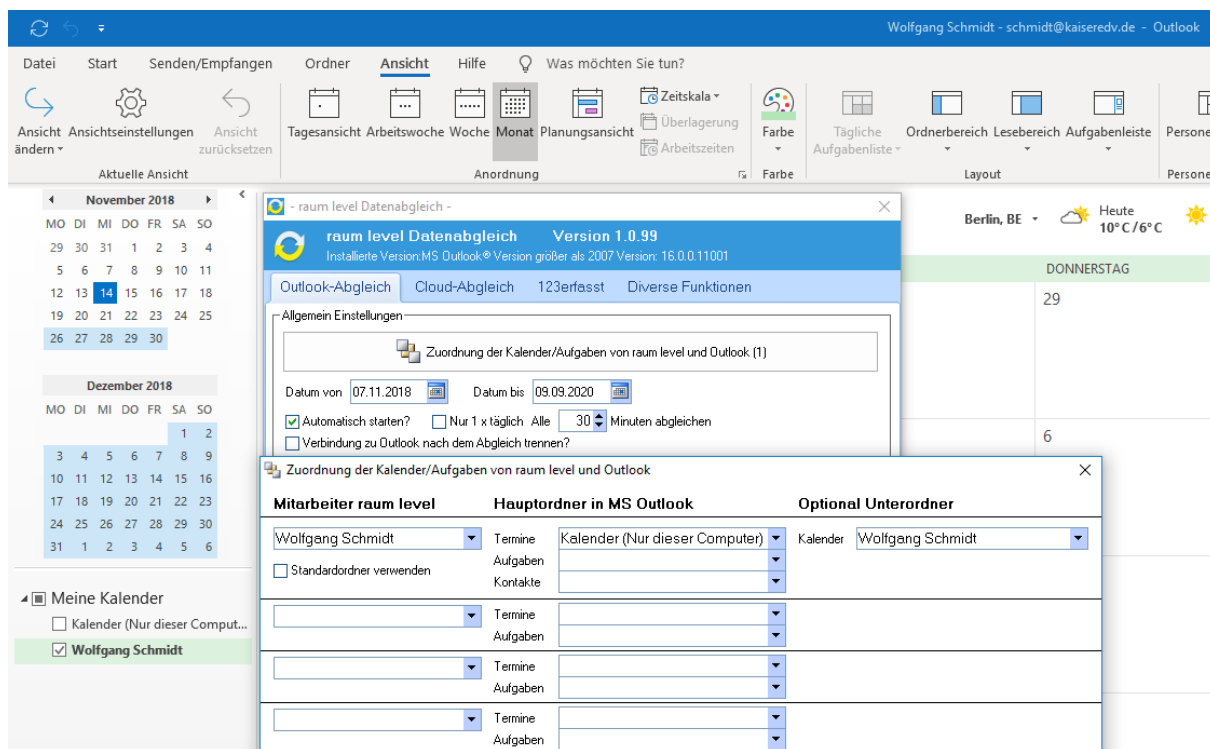 Wolfgang Schmidt - schmidt@kaiseredv.de - Outlook
Datei Start Senden/Empfangen Ordner Ansicht Hilfe Was möchten Sie tun?
Ansicht ändern
Ansichtseinstellungen
Ansicht zurücksetzen
Aktuelle Ansicht
Tagesansicht Arbeitswoche Woche Monat Planungsansicht
Zeitskala
Überlagerung
Arbeitszeiten
Anordnung
Farbe
Farbe
Tägliche Aufgabenliste
Ordnerbereich Lesebereich Aufgabenleiste
Layout
Persone
Persone
November 2018
MO DI MI DO FR SA SO
29 30 31 1 2 3 4
5 6 7 8 9 10 11
12 13 14 15 16 17 18
19 20 21 22 23 24 25
26 27 28 29 30
Dezember 2018
MO DI MI DO FR SA SO
1 2
3 4 5 6 7 8 9
10 11 12 13 14 15 16
17 18 19 20 21 22 23
24 25 26 27 28 29 30
31 1 2 3 4 5 6
Meine Kalender
Kalender (Nur dieser Comput...
Wolfgang Schmidt
Berlin, BE
Heute
10° C / 6° C
DONNERSTAG
29
6
- raum level Datenabgleich -
raum level Datenabgleich Version 1.0.99
Installierte Version:MS Outlook® Version größer als 2007 Version: 16.0.0.11001
Outlook-Abgleich Cloud-Abgleich 123erfasst Diverse Funktionen
Allgemein Einstellungen
Zuordnung der Kalender/Aufgaben von raum level und Outlook (1)
Datum von 07.11.2018 Datum bis 09.09.2020
Automatisch starten? Nur 1 x täglich Alle 30 Minuten abgleichen
Verbindung zu Outlook nach dem Abgleich trennen?
Zuordnung der Kalender/Aufgaben von raum level und Outlook
Mitarbeiter raum level Hauptordner in MS Outlook Optional Unterordner
Wolfgang Schmidt Termine Kalender (Nur dieser Computer) Kalender Wolfgang Schmidt
Aufgaben
Standardordner verwenden
Kontakte
Termine
Aufgaben
Termine
Aufgaben
Termine
Aufgaben